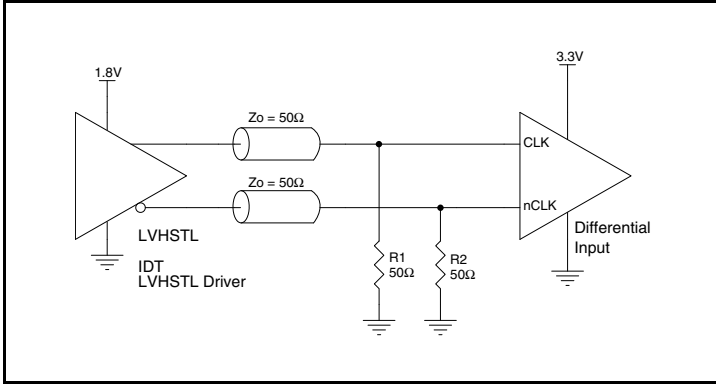 1.8V
3.3V
Zo = 50Ω
CLK
Zo = 50Ω
nCLK
LVHSTL
IDT
LVHSTL Driver
R1
50Ω
R2
50Ω
Differential
Input